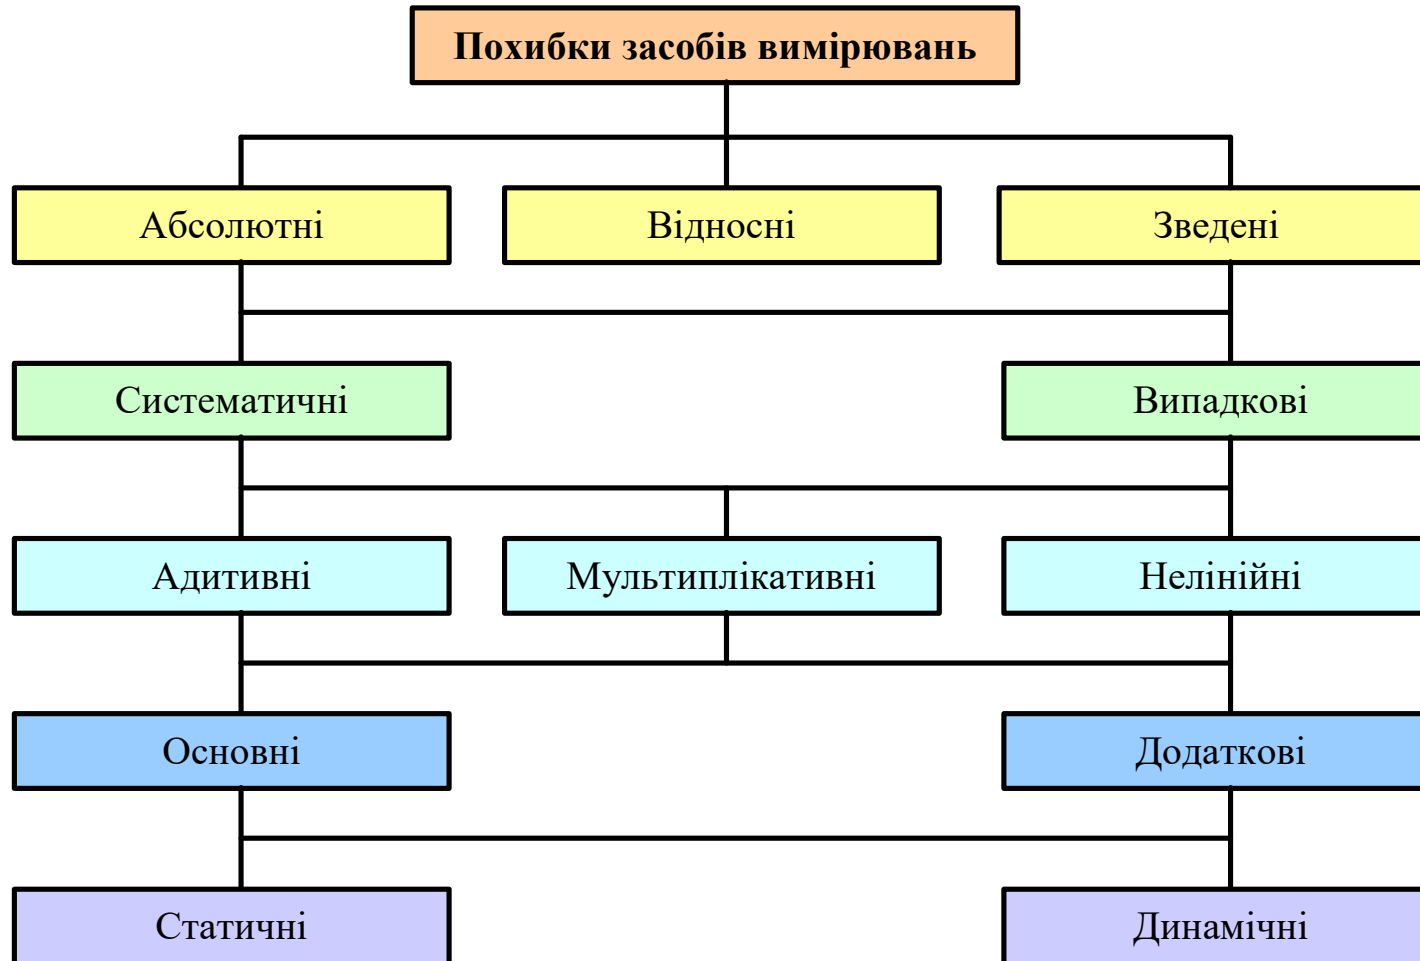 Похибки засобів вимірювань
Абсолютні
Відносні
Зведені
Систематичні
Випадкові
Адитивні
Мультиплікативні
Нелінійні
Основні
Додаткові
Статичні
Динамічні